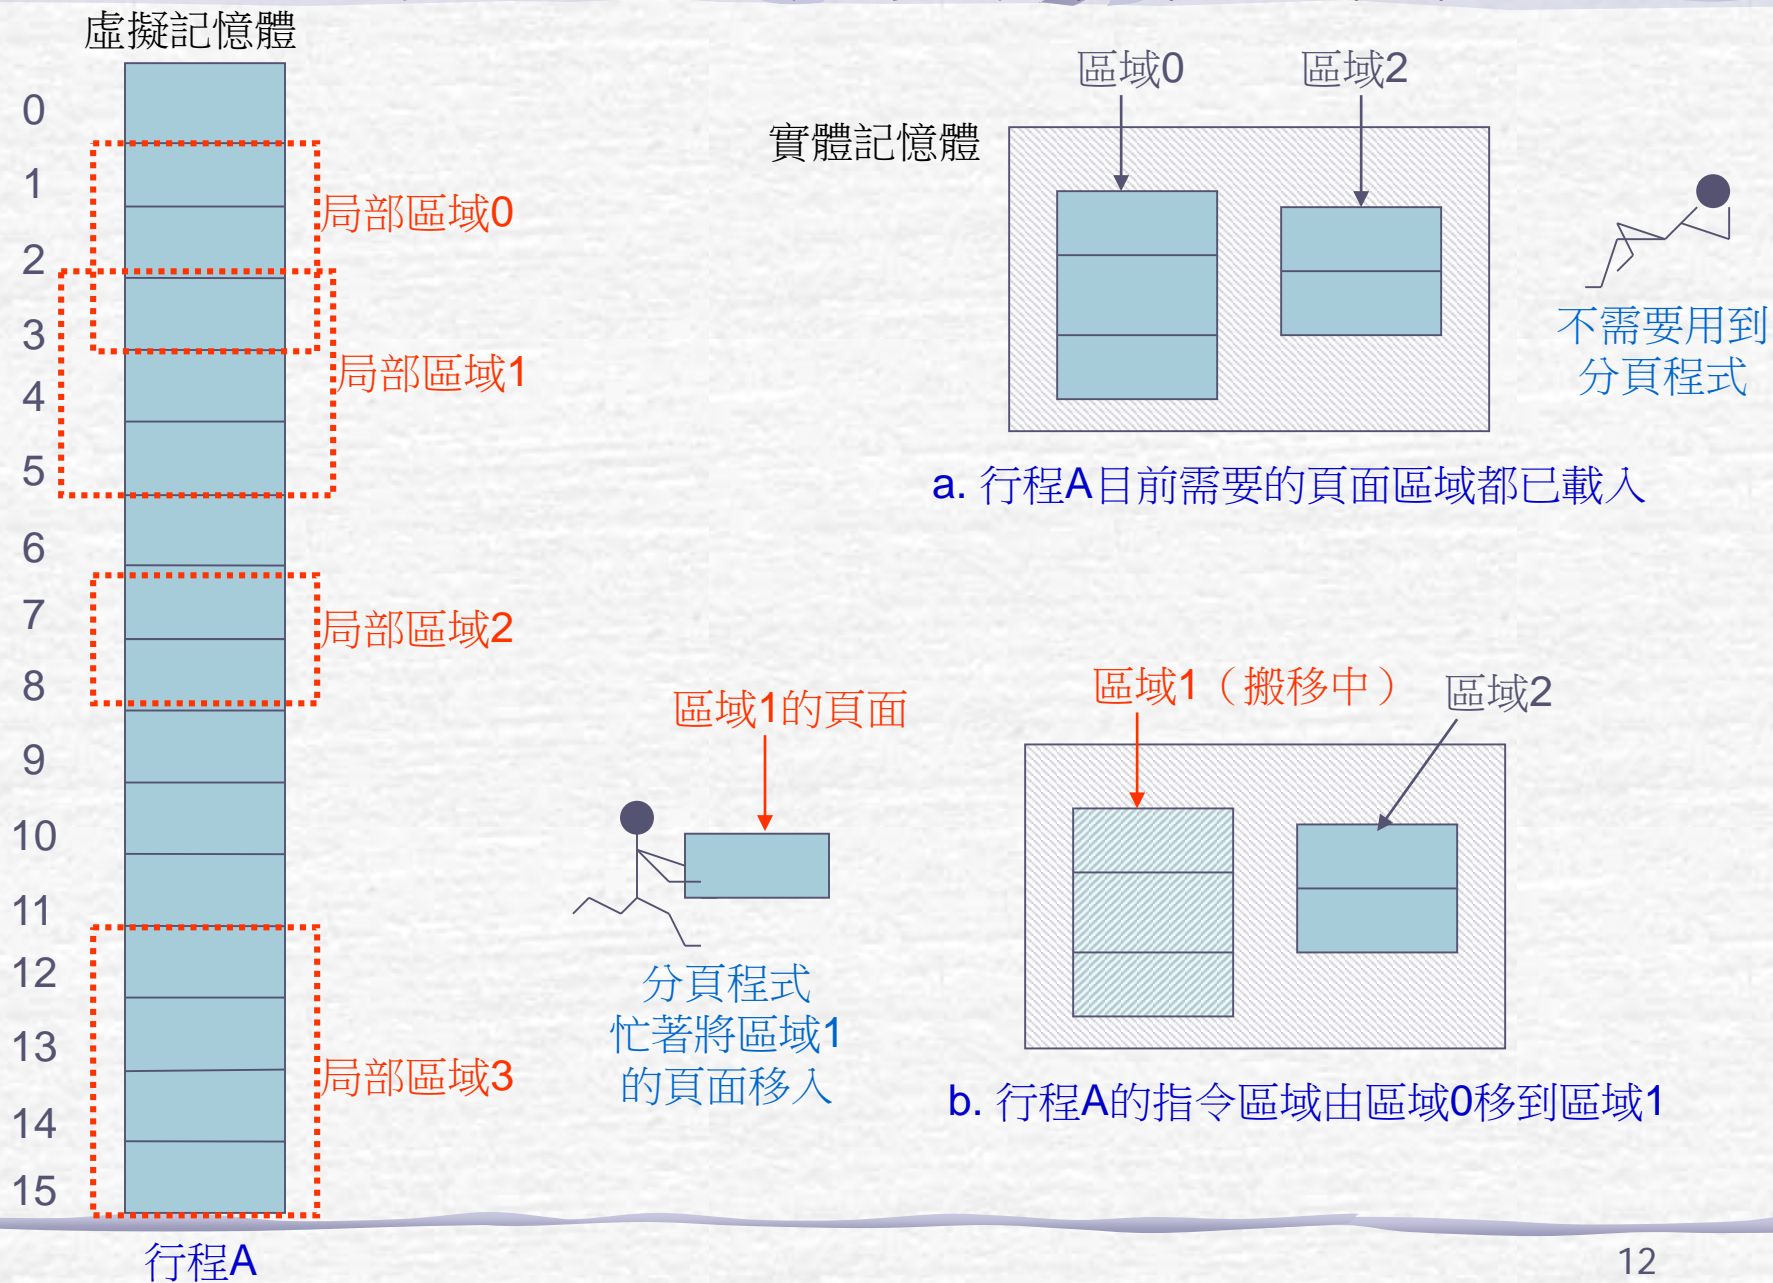 虛擬記憶體
0
1
2
3
4
5
6
7
8
9
10
11
12
13
14
15
局部區域0
局部區域1
局部區域2
局部區域3
行程A
實體記憶體
區域0
區域2
不需要用到
分頁程式
a. 行程A目前需要的頁面區域都已載入
區域1的頁面
分頁程式
忙著將區域1
的頁面移入
區域1（搬移中）
區域2
b. 行程A的指令區域由區域0移到區域1
12